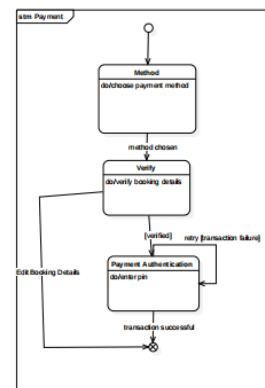 stm Payment
Method
do/choose payment method
method chosen
Verify
do/verify booking details
[verified]
retry [transaction failure]
Payment Authentication
do/enter pin
Edit Booking Details
transaction successful